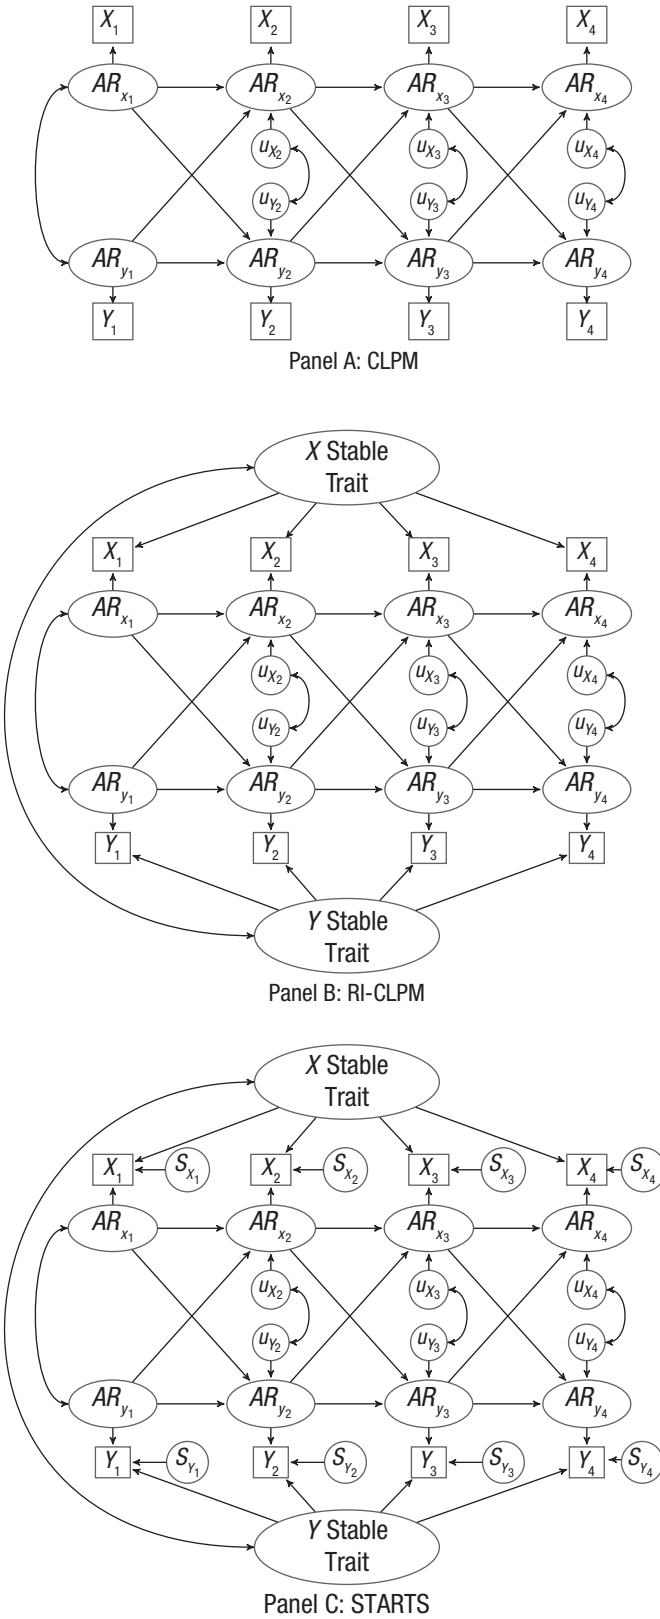 X1 X2 X3 X4
ARx1 ARx2 ARx3 ARx4
uX2 uX3 uX4
uY2 uY3 uY4
ARy1 ARy2 ARy3 ARy4
Y1 Y2 Y3 Y4
Panel A: CLPM
X Stable
Trait
X1 X2 X3 X4
ARx1 ARx2 ARx3 ARx4
uX2 uX3 uX4
uY2 uY3 uY4
ARy1 ARy2 ARy3 ARy4
Y1 Y2 Y3 Y4
Y Stable
Trait
Panel B: RI-CLPM
X Stable
Trait
X1 SX1 X2 SX2 X3 SX3 X4 SX4
ARx1 ARx2 ARx3 ARx4
uX2 uX3 uX4
uY2 uY3 uY4
ARy1 ARy2 ARy3 ARy4
Y1 SY1 Y2 SY2 Y3 SY3 Y4 SY4
Y Stable
Trait
Panel C: STARTS